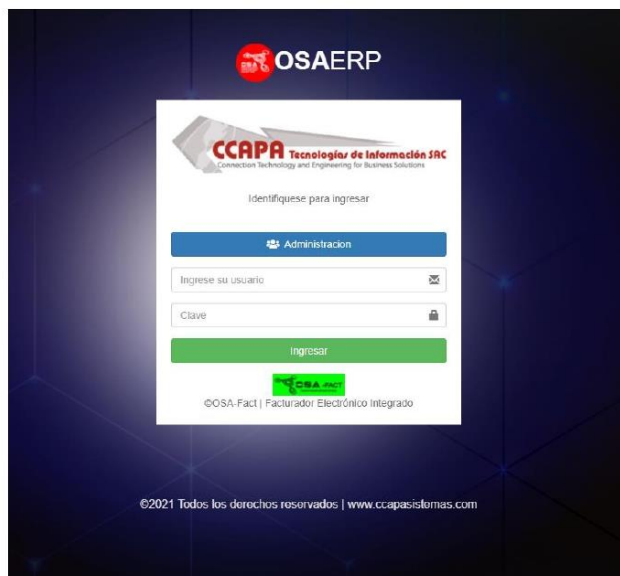 OSAERP
CCAPA Tecnologías de Información SAC
Connection Technology and Engineering for Business Solutions
Identifiquese para ingresar
Administracion
Ingrese su usuario
Clave
Ingresar
OSA-FACT
©OSA-Fact | Facturador Electrónico Integrado
©2021 Todos los derechos reservados | www.ccapasistemas.com